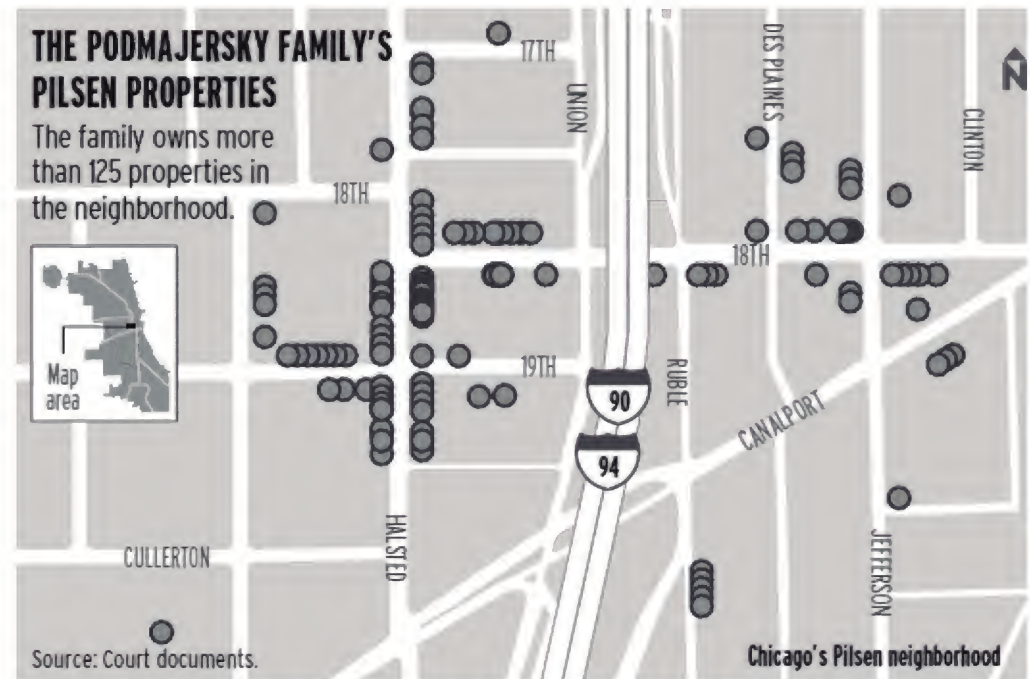 THE PODMAJERSKY FAMILY'S
PILSEN PROPERTIES
The family owns more
than 125 properties in
the neighborhood.
17TH
UNION
DES PLAINES
N
CLINTON
18TH
18TH
Map
area
19TH
90
RUBLE
94
CANALPORT
HALSTED
JEFFERSON
CULLERTON
Source: Court documents.
Chicago's Pilsen neighborhood